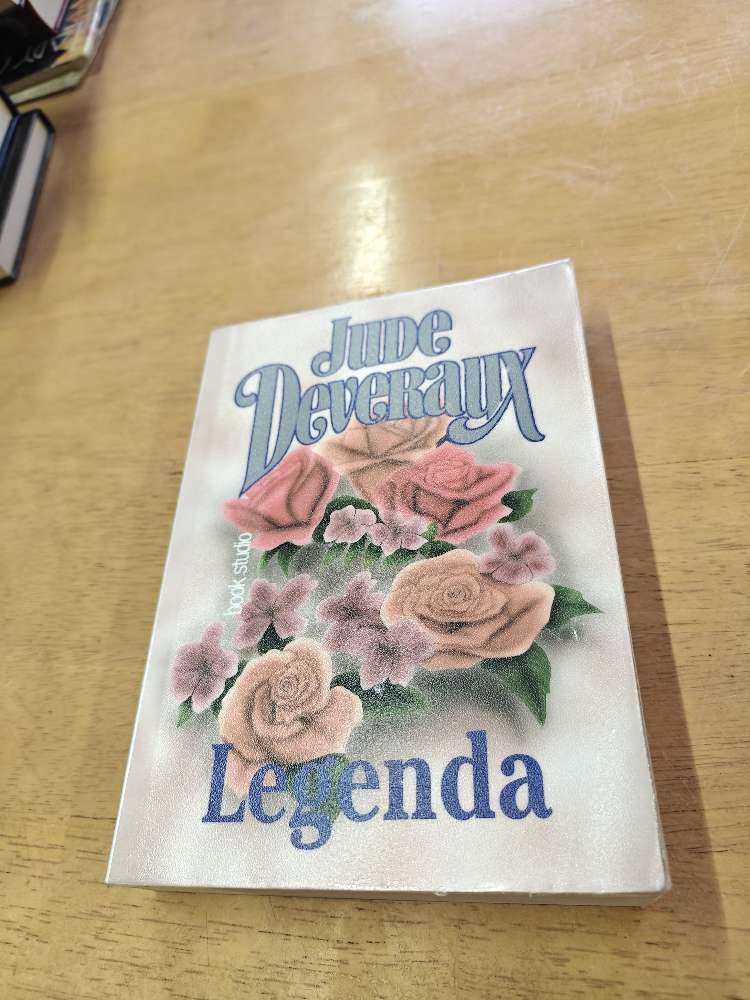 Jude
Deveraux
book studio
Legenda